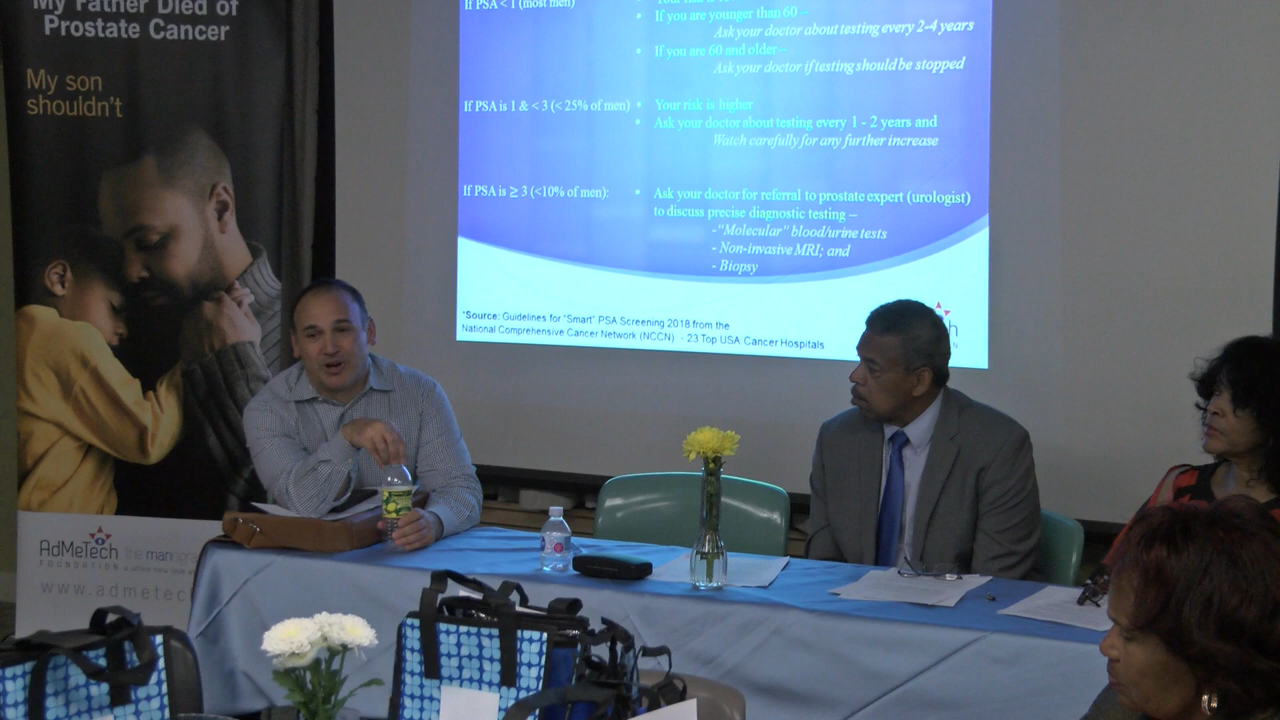 My Father Died of
Prostate Cancer
My son
shouldn't
AdMeTech the man
FOUNDATION
www.admetec
If PSA < 1 (most men)
• If you are younger than 60 –
Ask your doctor about testing every 2-4 years
• If you are 60 and older –
Ask your doctor if testing should be stopped
If PSA is 1 & < 3 (< 25% of men) • Your risk is higher
• Ask your doctor about testing every 1 - 2 years and
Watch carefully for any further increase
If PSA is ≥ 3 (<10% of men): • Ask your doctor for referral to prostate expert (urologist)
to discuss precise diagnostic testing –
-"Molecular" blood/urine tests
- Non-invasive MRI; and
- Biopsy
*Source: Guidelines for "Smart" PSA Screening 2018 from the
National Comprehensive Cancer Network (NCCN) - 23 Top USA Cancer Hospitals